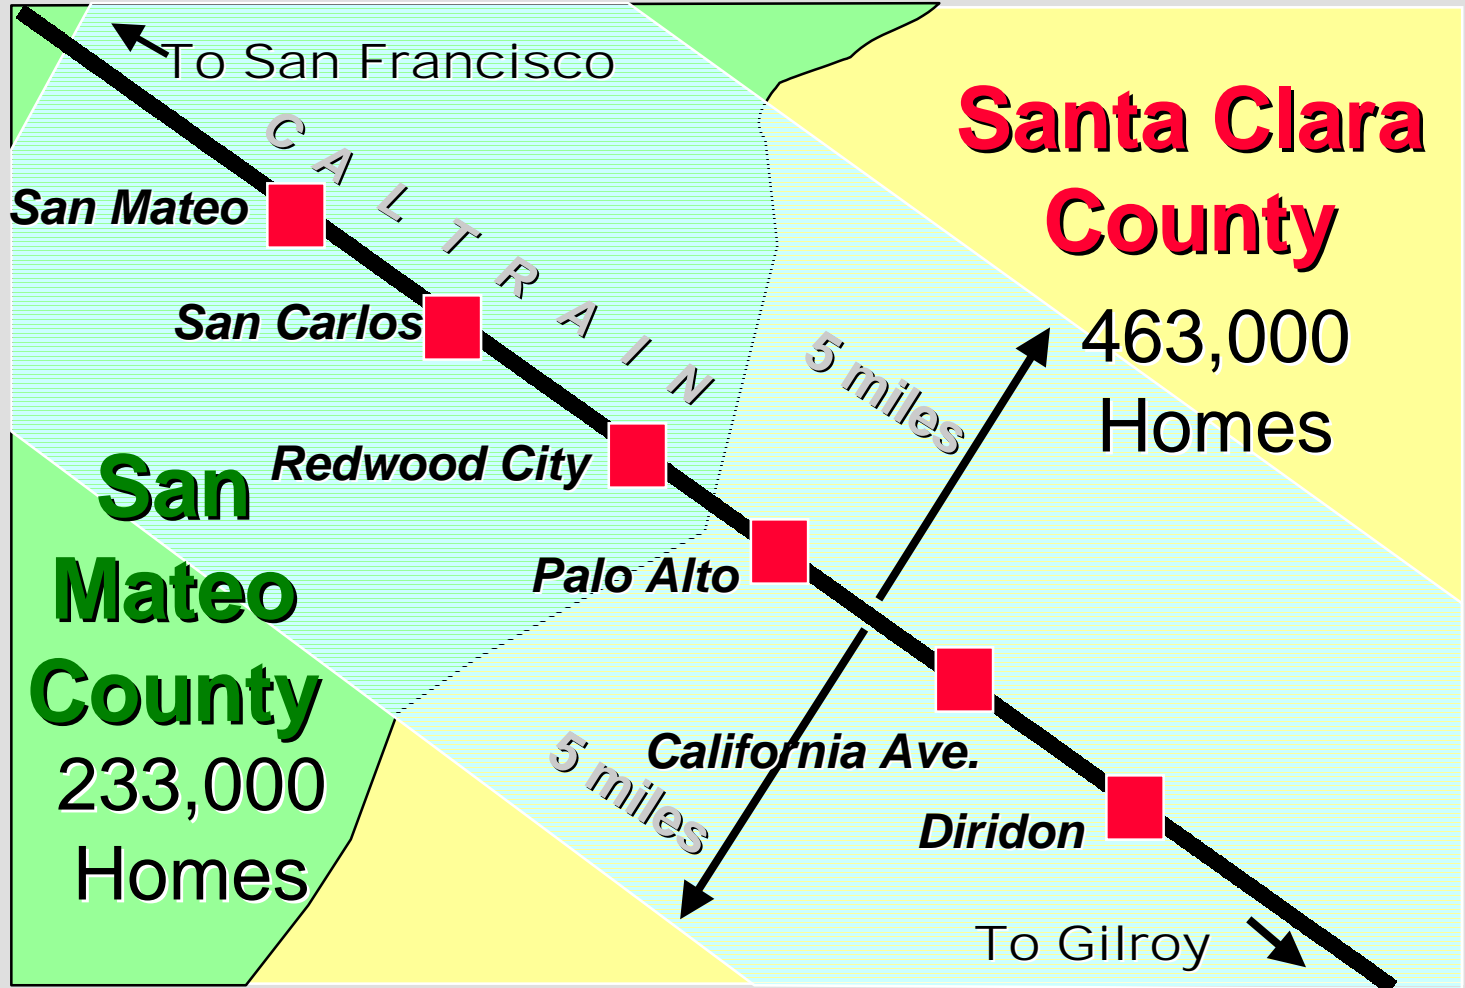 To San Francisco
CALTRAIN
Santa Clara
County
463,000
Homes
San Mateo
San Carlos
5 miles
Redwood City
San
Mateo
County
233,000
Homes
Palo Alto
5 miles
California Ave.
Diridon
To Gilroy